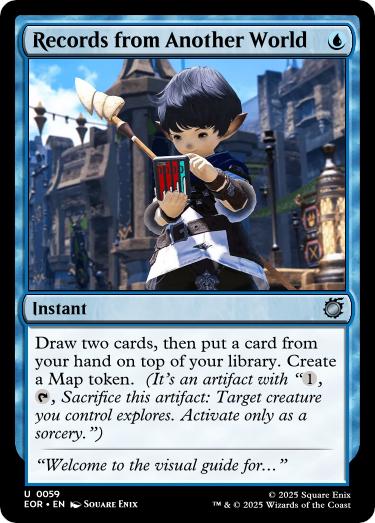 Records from Another World
Instant
Draw two cards, then put a card from
your hand on top of your library. Create
a Map token. (It's an artifact with “1,
Sacrifice this artifact: Target creature
you control explores. Activate only as a
sorcery.”)
“Welcome to the visual guide for…”
U 0059
EOR • EN SQUARE ENIX
© 2025 Square Enix
™ & © 2025 Wizards of the Coast